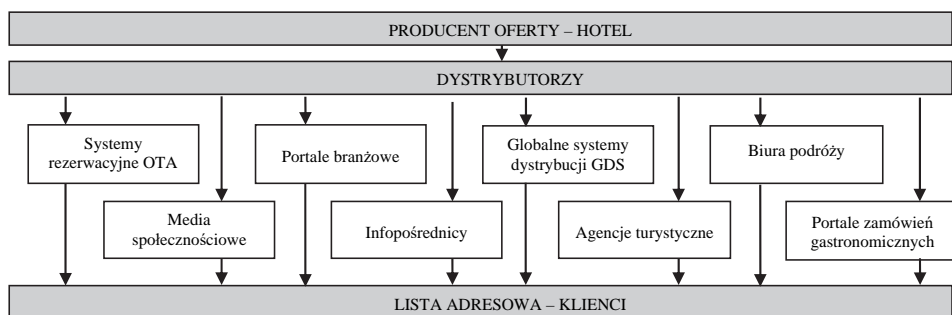 PRODUCENT OFERTY – HOTEL
DYSTRYBUTORZY
Systemy
rezerwacyjne OTA
Portale branżowe
Globalne systemy
dystrybucji GDS
Biura podróży
Media
społecznościowe
Infopośrednicy
Agencje turystyczne
Portale zamówień
gastronomicznych
LISTA ADRESOWA – KLIENCI